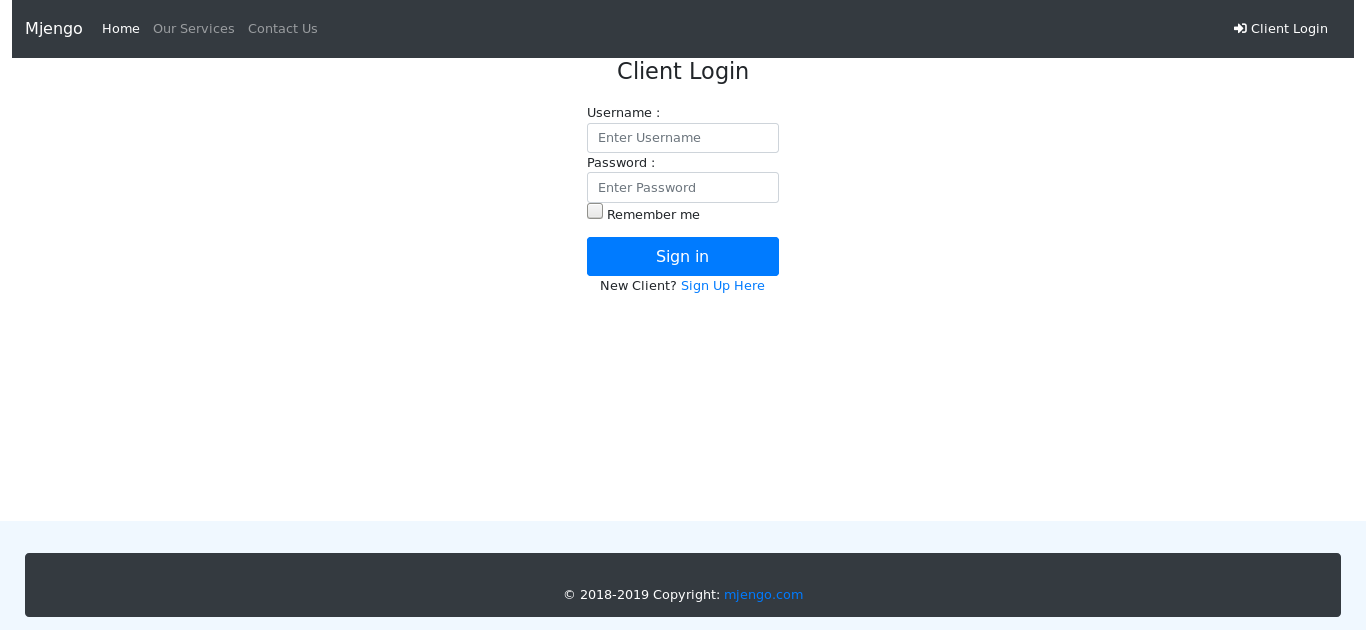 Mjengo Home Our Services Contact Us Client Login
Client Login
Username :
Enter Username
Password :
Enter Password
Remember me
Sign in
New Client? Sign Up Here
© 2018-2019 Copyright: mjengo.com